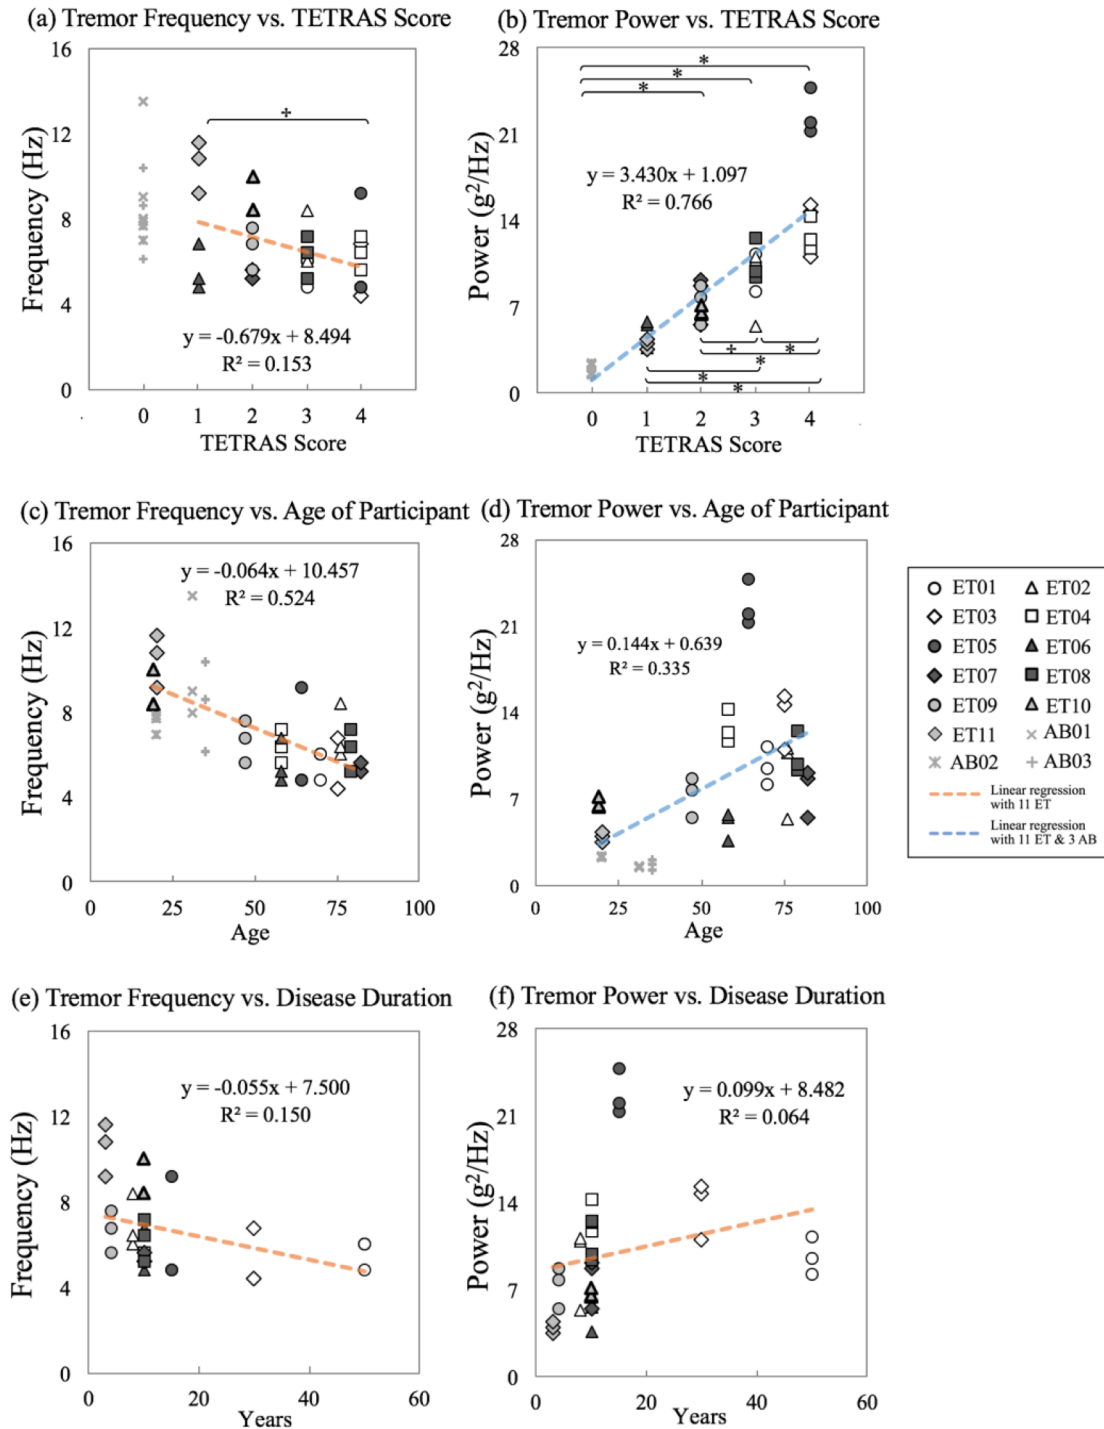 (a) Tremor Frequency vs. TETRAS Score
16
12
8
4
0
Frequency (Hz)
+
y = -0.679x + 8.494
R² = 0.153
0 1 2 3 4
TETRAS Score
(b) Tremor Power vs. TETRAS Score
28
21
14
7
0
Power (g²/Hz)
*
*
*
y = 3.430x + 1.097
R² = 0.766
+ *
*
*
*
0 1 2 3 4
TETRAS Score
(c) Tremor Frequency vs. Age of Participant
16
12
8
4
0
Frequency (Hz)
y = -0.064x + 10.457
R² = 0.524
0 25 50 75 100
Age
(d) Tremor Power vs. Age of Participant
28
21
14
7
0
Power (g²/Hz)
y = 0.144x + 0.639
R² = 0.335
0 25 50 75 100
Age
ET01 ET02
ET03 ET04
ET05 ET06
ET07 ET08
ET09 ET10
ET11 AB01
AB02 AB03
Linear regression
with 11 ET
Linear regression
with 11 ET & 3 AB
(e) Tremor Frequency vs. Disease Duration
16
12
8
4
0
Frequency (Hz)
y = -0.055x + 7.500
R² = 0.150
0 20 40 60
Years
(f) Tremor Power vs. Disease Duration
28
21
14
7
0
Power (g²/Hz)
y = 0.099x + 8.482
R² = 0.064
0 20 40 60
Years